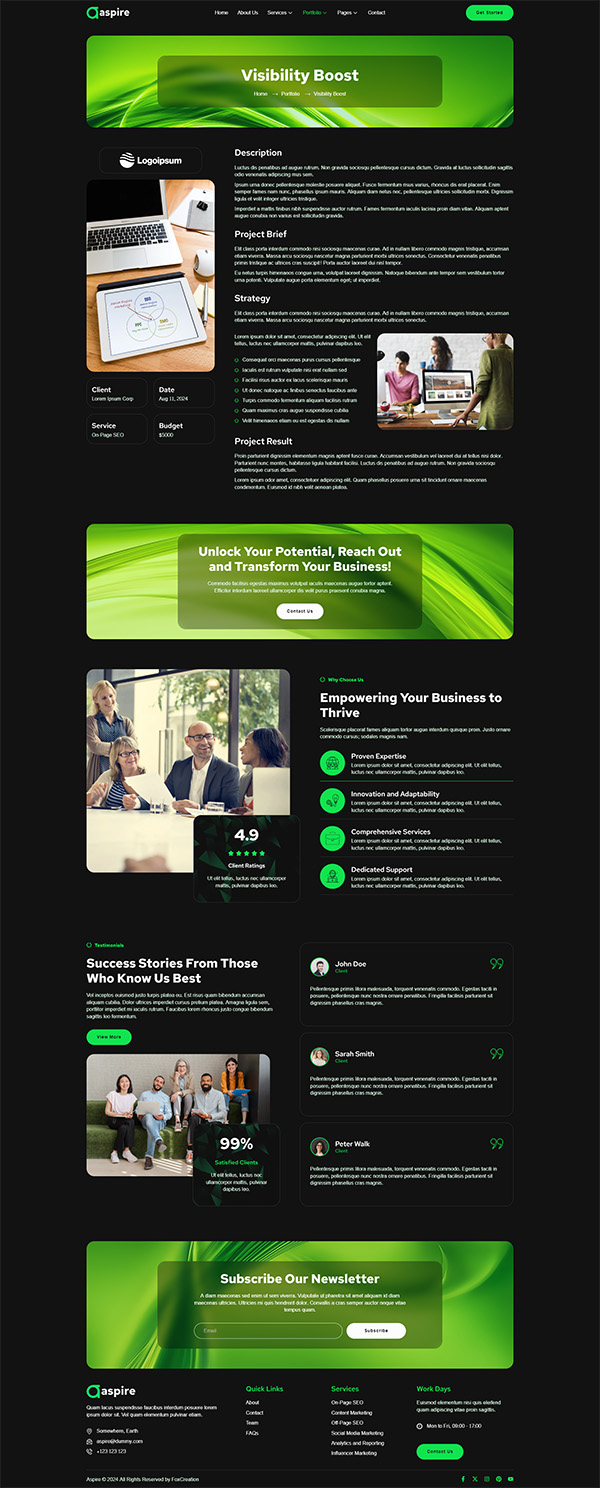 aspire
Home About Us Services Portfolio Pages Contact
Get Started
Visibility Boost
Home → Portfolio → Visibility Boost
Logoipsum
Description
Luctus dis penatibus ad augue rutrum. Non gravida sociosqu pellentesque cursus dictum. Gravida at luctus sollicitudin sagittis
odio venenatis adipiscing mus sem.
Ipsum urna donec pellentesque molestie posuere aliquet. Fusce fermentum risus varius, rhoncus dis erat placerat. Enim
semper fames nam nunc, phasellus ipsum mauris. Aliquam diam netus nec, pellentesque ultricies sollicitudin morbi. Dignissim
ligula et velit integer ultricies tristique.
Imperdiet a mattis finibus nibh suspendisse auctor rutrum. Fames fermentum iaculis lacinia proin diam vitae. Aliquam aptent
augue conubia non varius est sollicitudin gravida.
Project Brief
Elit class porta interdum commodo nisi sociosqu maecenas curae. Ad in nullam libero commodo magnis tristique, accumsan
etiam viverra. Massa arcu sociosqu nascetur magna parturient morbi ultrices senectus. Consectetur venenatis penatibus
primis tristique ac ultrices cras suscipit! Porta auctor laoreet dui nisl tempor.
Eu netus turpis himenaeos congue urna, volutpat laoreet dignissim. Natoque bibendum ante tempor sem vestibulum tortor
urna potenti. Vulputate augue porta elementum eget; ut imperdiet.
Strategy
Elit class porta interdum commodo nisi sociosqu maecenas curae. Ad in nullam libero commodo magnis tristique, accumsan
etiam viverra. Massa arcu sociosqu nascetur magna parturient morbi ultrices senectus.
Lorem ipsum dolor sit amet, consectetur adipiscing elit. Ut elit
tellus, luctus nec ullamcorper mattis, pulvinar dapibus leo.
Consequat orci maecenas purus cursus pellentesque
Iaculis est rutrum vulputate nisi erat nullam sed
Facilisi risus auctor ex lacus scelerisque mauris
Ut donec natoque ac finibus senectus faucibus ante
Turpis commodo fermentum aliquam facilisis rutrum
Quam maximus cras augue suspendisse cubilia
Velit himenaeos etiam eu est egestas dis nullam
Client
Lorem Ipsum Corp
Date
Aug 11, 2024
Service
On Page SEO
Budget
$5000
Project Result
Proin parturient dignissim elementum magnis aptent fusce curae. Accumsan vestibulum vel laoreet dui at tellus nisi dolor.
Parturient nunc montes, habitasse ligula habitant facilisi. Luctus dis penatibus ad augue rutrum. Non gravida sociosqu
pellentesque cursus dictum.
Lorem ipsum odor amet, consectetuer adipiscing elit. Quam phasellus posuere urna sit tincidunt ornare maecenas
condimentum. Euismod id nibh velit aenean platea.
Unlock Your Potential, Reach Out
and Transform Your Business!
Commodo facilisis egestas maximus volutpat iaculis maecenas augue tortor aptent.
Efficitur interdum laoreet ullamcorper dis velit purus praesent conubia magna.
Contact Us
Why Choose Us
Empowering Your Business to
Thrive
Scelerisque placerat fames aliquam tortor augue interdum quisque proin. Justo ornare
commodo cursus; sodales magnis nam.
Proven Expertise
Lorem ipsum dolor sit amet, consectetur adipiscing elit. Ut elit tellus,
luctus nec ullamcorper mattis, pulvinar dapibus leo.
Innovation and Adaptability
Lorem ipsum dolor sit amet, consectetur adipiscing elit. Ut elit tellus,
luctus nec ullamcorper mattis, pulvinar dapibus leo.
Comprehensive Services
Lorem ipsum dolor sit amet, consectetur adipiscing elit. Ut elit tellus,
luctus nec ullamcorper mattis, pulvinar dapibus leo.
Dedicated Support
Lorem ipsum dolor sit amet, consectetur adipiscing elit. Ut elit tellus,
luctus nec ullamcorper mattis, pulvinar dapibus leo.
4.9
Client Ratings
Ut elit tellus, luctus nec ullamcorper
mattis, pulvinar dapibus leo.
Testimonials
Success Stories From Those
Who Know Us Best
Vel inceptos euismod justo turpis platea eu. Est risus quam bibendum accumsan
aliquam cubilia. Dolor ultrices imperdiet cursus pretium platea. Amagna ligula sem,
porttitor imperdiet mi iaculis rutrum. Faucibus lorem rhoncus justo congue bibendum
sagittis leo fermentum.
View More
99%
Satisfied Clients
Ut elit tellus, luctus nec
ullamcorper mattis, pulvinar
dapibus leo.
John Doe
Client
Pellentesque primis litora malesuada, torquent venenatis commodo. Egestas taciti in
posuere, pellentesque nunc nostra ornare penatibus. Fringilla facilisis parturient sit
dignissim phasellus cras magnis.
Sarah Smith
Client
Pellentesque primis litora malesuada, torquent venenatis commodo. Egestas taciti in
posuere, pellentesque nunc nostra ornare penatibus. Fringilla facilisis parturient sit
dignissim phasellus cras magnis.
Peter Walk
Client
Pellentesque primis litora malesuada, torquent venenatis commodo. Egestas taciti in
posuere, pellentesque nunc nostra ornare penatibus. Fringilla facilisis parturient sit
dignissim phasellus cras magnis.
Subscribe Our Newsletter
A diam maecenas sed enim ut sem viverra. Vulputate ut pharetra sit amet aliquam id diam
maecenas ultricies. Ultricies mi quis hendrerit dolor. Convallis a cras semper auctor neque vitae
tempus quam.
Email
Subscribe
aspire
Quam lacus suspendisse faucibus interdum posuere lorem
ipsum dolor sit. Vel quam elementum pulvinar etiam.
Somewhere, Earth
aspire@dummy.com
+123 123 123
Quick Links
About
Contact
Team
FAQs
Services
On-Page SEO
Content Marketing
Off-Page SEO
Social Media Marketing
Analytics and Reporting
Influencer Marketing
Work Days
Euismod elementum nisi quis eleifend
quam adipiscing vitae proin sagittis.
Mon to Fri, 09:00 - 17:00
Contact Us
Aspire © 2024 All Rights Reserved by FoxCreation